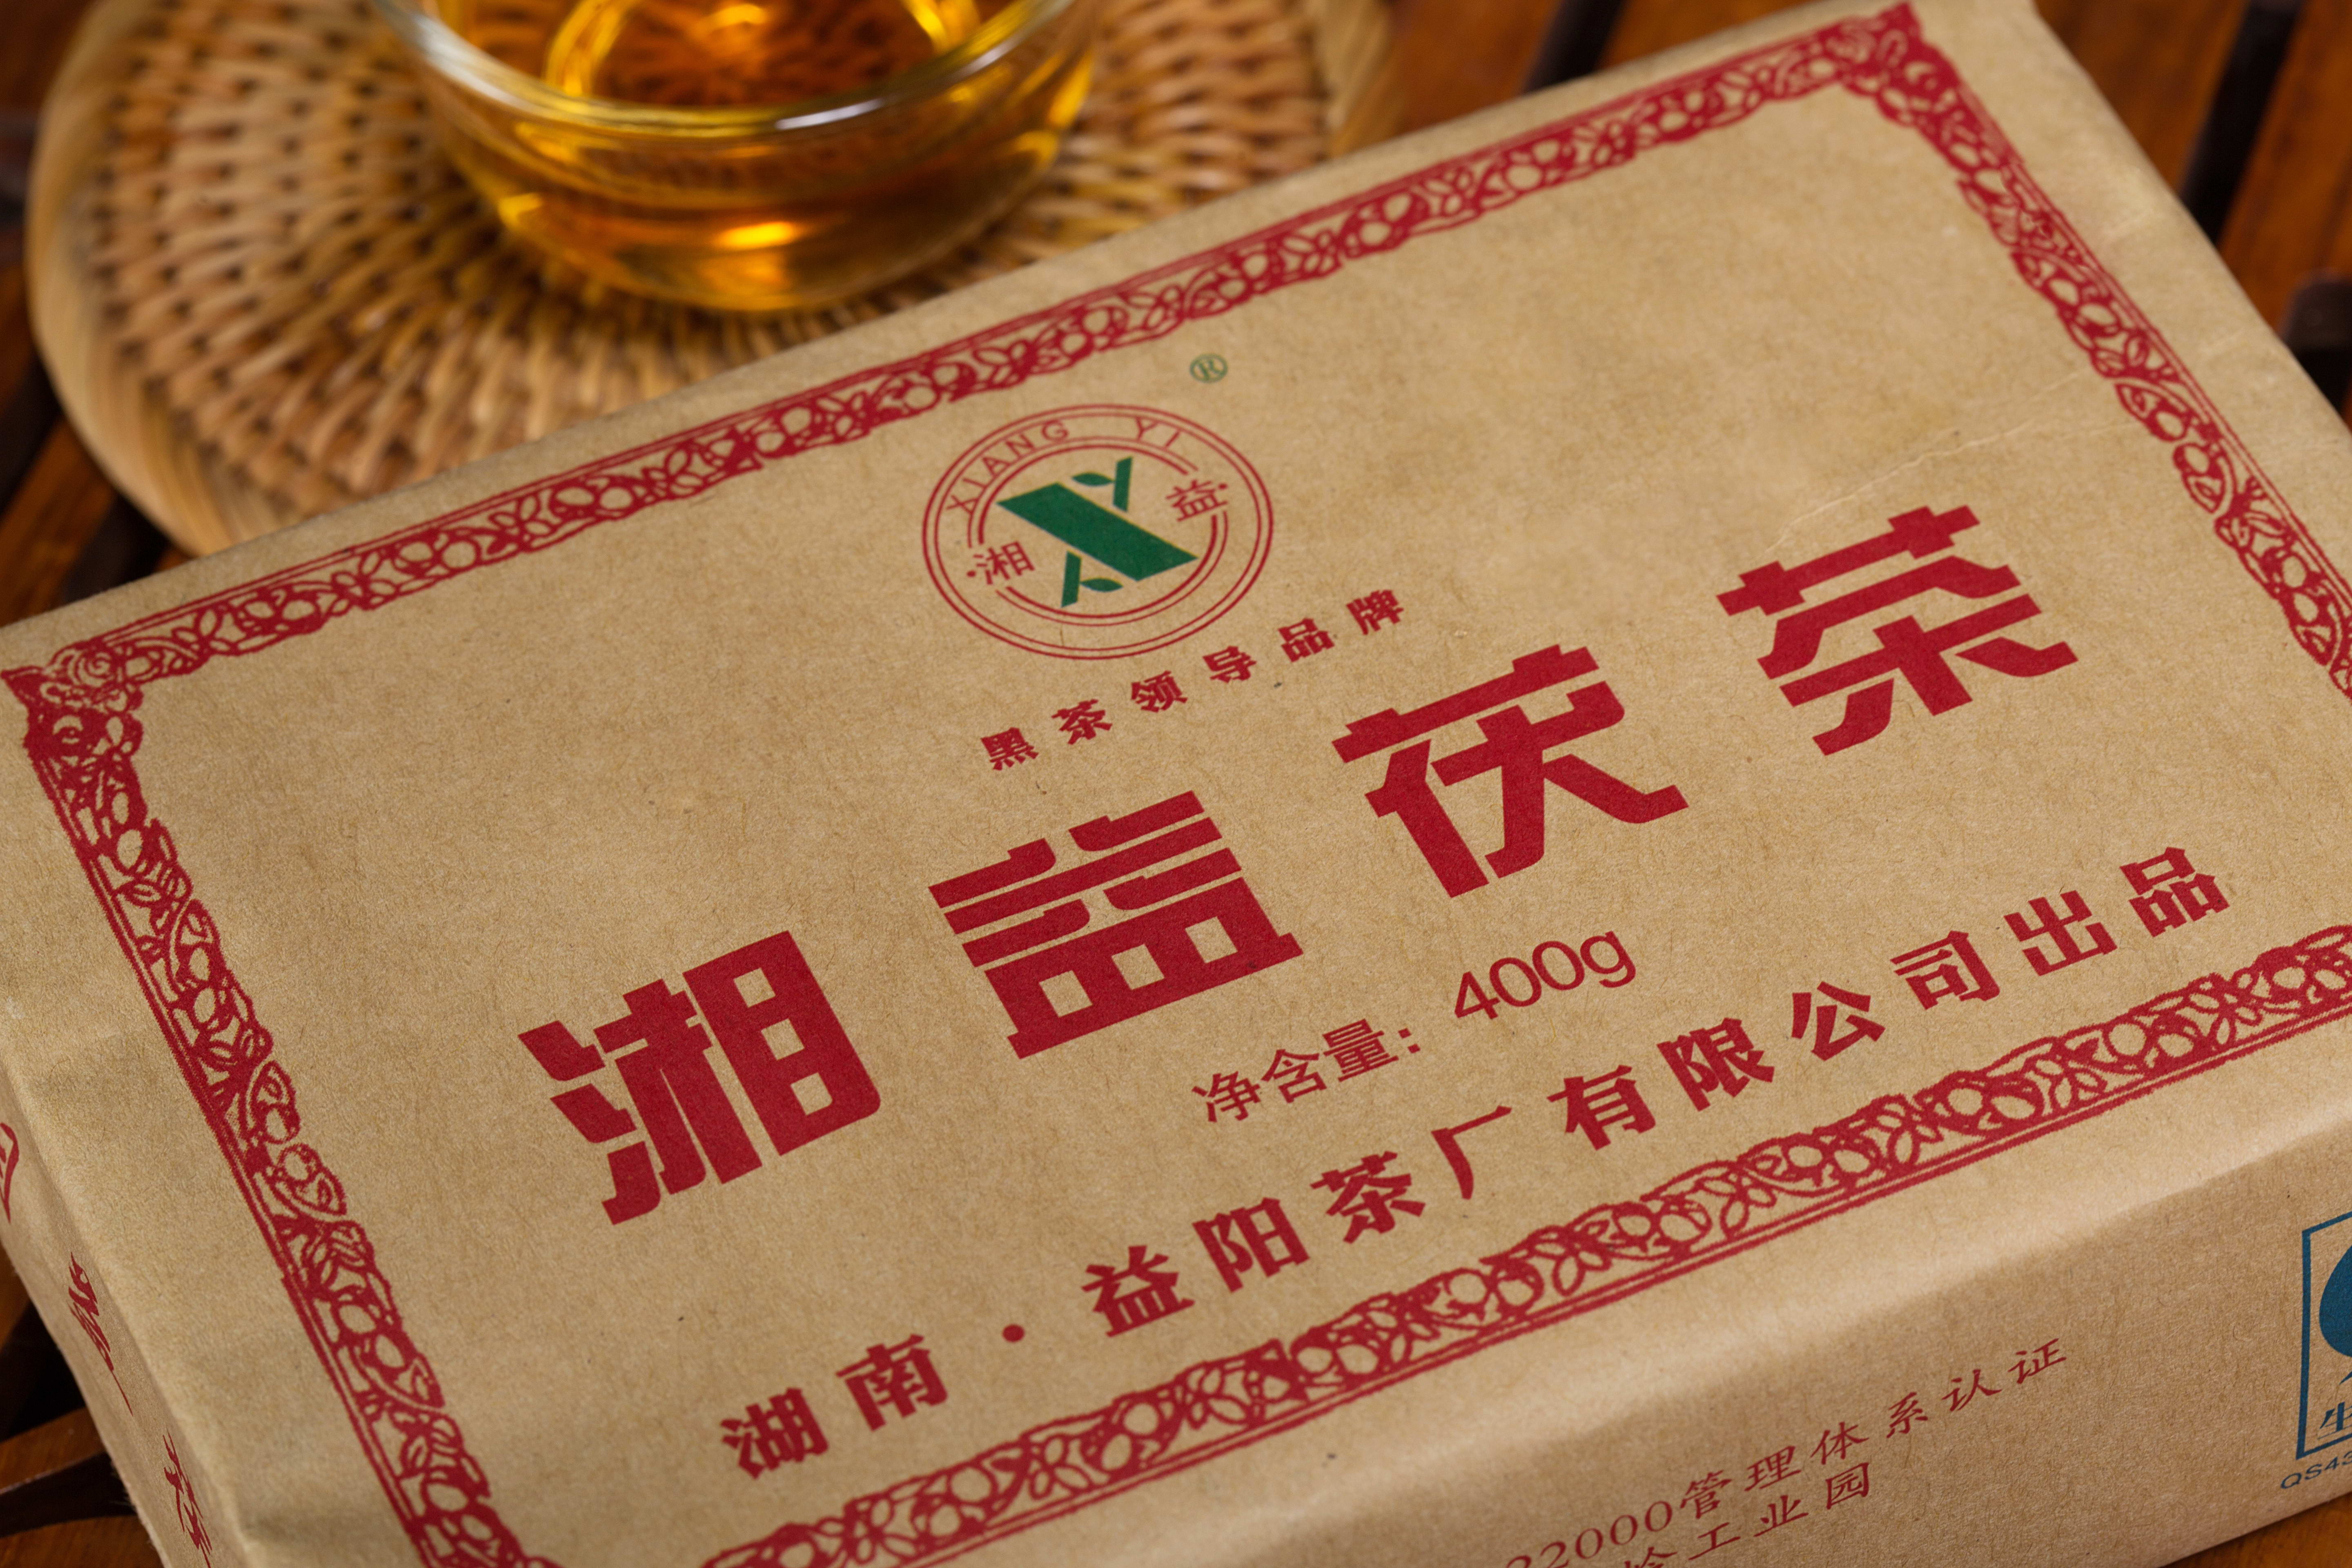 ®
XIANG YI
湘 益
黑茶领导品牌
湘益茯茶
净含量：400g
湖南·益阳茶厂有限公司出品
22000管理体系认证
岭工业园
QS43